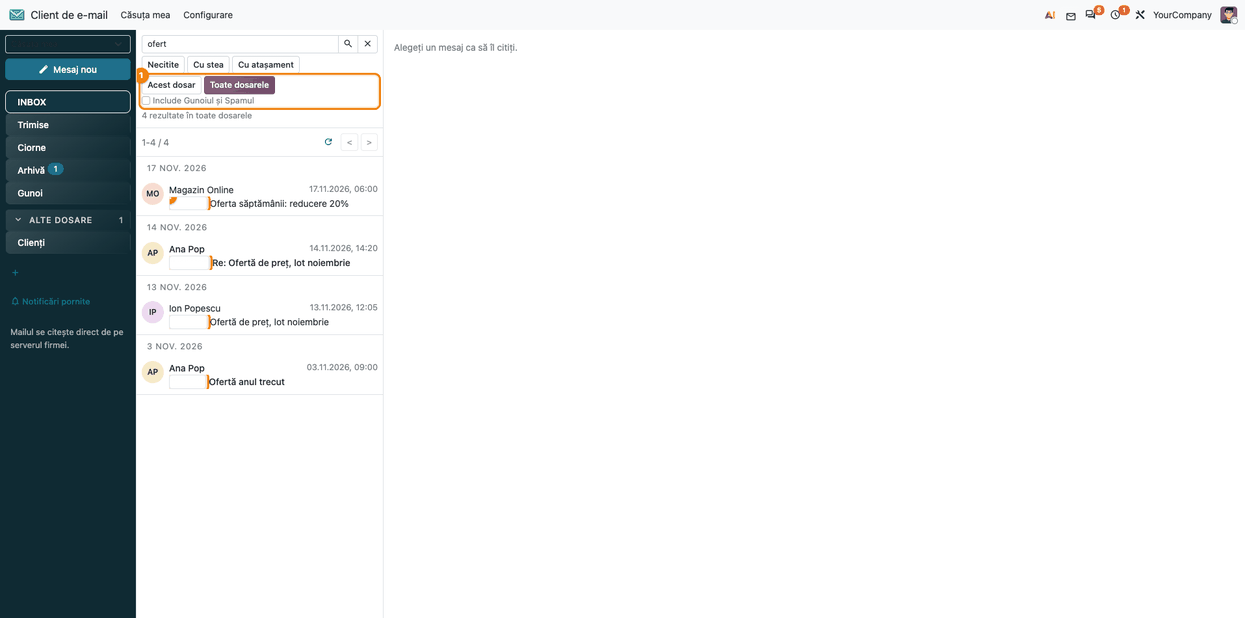 Client de e-mail Căsuța mea Configurare
5 1 YourCompany
Mesaj nou
INBOX
Trimise
Ciorne
Arhivă 1
Gunoi
ALTE DOSARE 1
Clienți
+
Notificări pornite
Mailul se citește direct de pe
serverul firmei.
ofert
Necitite Cu stea Cu atașament
1
Acest dosar Toate dosarele
Include Gunoiul și Spamul
4 rezultate în toate dosarele
1-4 / 4 < >
17 NOV. 2026
MO Magazin Online 17.11.2026, 06:00
Oferta săptămânii: reducere 20%
14 NOV. 2026
AP Ana Pop 14.11.2026, 14:20
Re: Ofertă de preț, lot noiembrie
13 NOV. 2026
IP Ion Popescu 13.11.2026, 12:05
Ofertă de preț, lot noiembrie
3 NOV. 2026
AP Ana Pop 03.11.2026, 09:00
Ofertă anul trecut
Alegeți un mesaj ca să îl citiți.